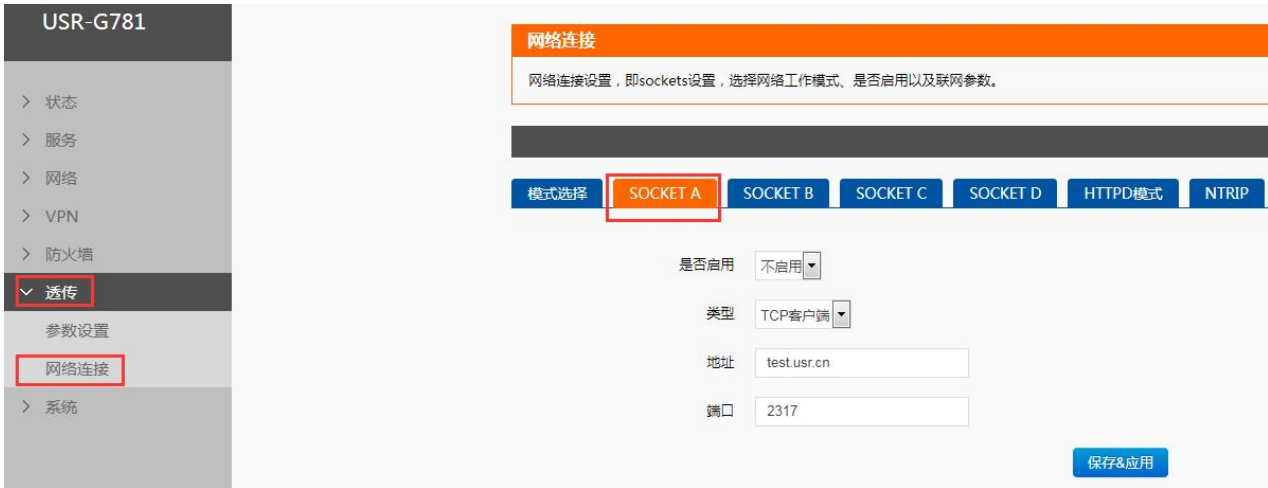 USR-G781
状态
服务
网络
VPN
防火墙
透传
参数设置
网络连接
系统
网络连接
网络连接设置，即sockets设置，选择网络工作模式、是否启用以及联网参数。
模式选择 SOCKET A SOCKET B SOCKET C SOCKET D HTTPD模式 NTRIP
是否启用 不启用
类型 TCP客户端
地址 test.usr.cn
端口 2317
保存&应用